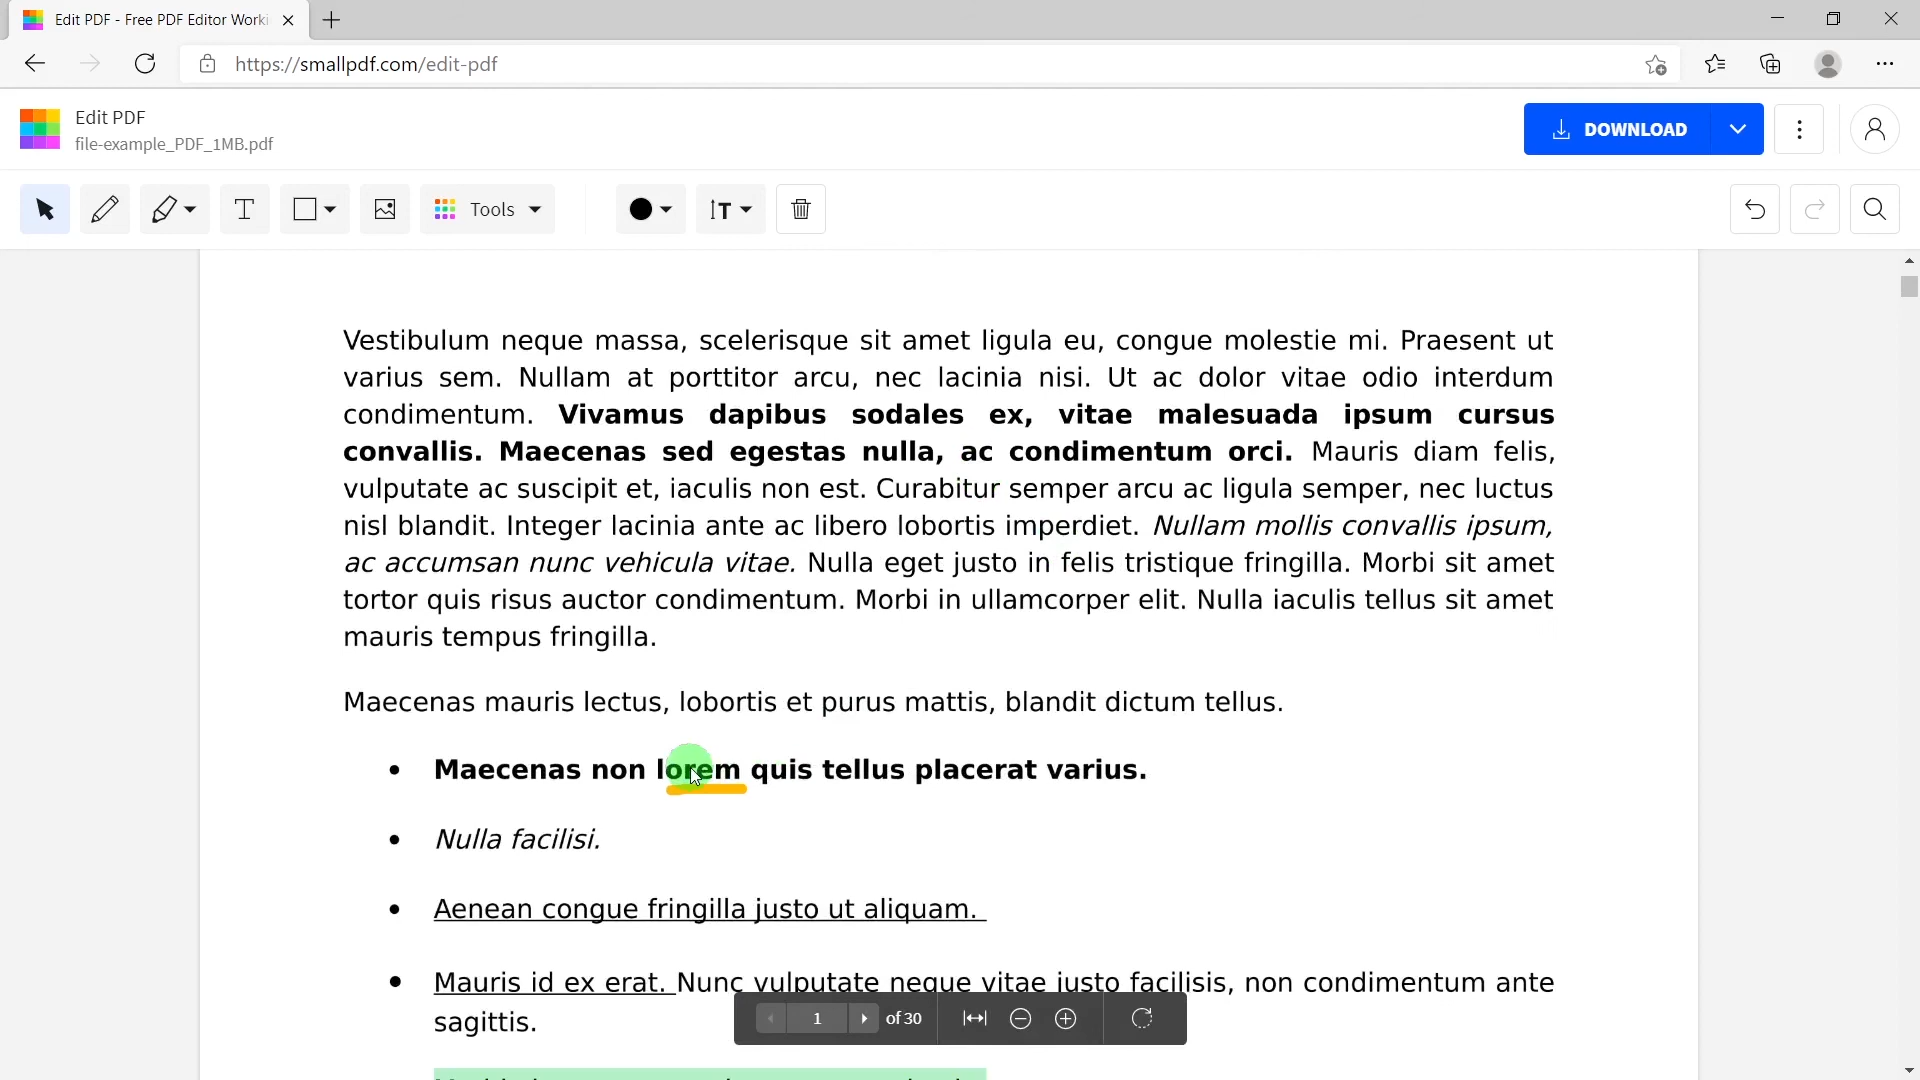 Edit PDF - Free PDF Editor Worki
https://smallpdf.com/edit-pdf
Edit PDF
file-example_PDF_1MB.pdf
DOWNLOAD
T
Tools
T
Vestibulum neque massa, scelerisque sit amet ligula eu, congue molestie mi. Praesent ut
varius sem. Nullam at porttitor arcu, nec lacinia nisi. Ut ac dolor vitae odio interdum
condimentum. Vivamus dapibus sodales ex, vitae malesuada ipsum cursus
convallis. Maecenas sed egestas nulla, ac condimentum orci. Mauris diam felis,
vulputate ac suscipit et, iaculis non est. Curabitur semper arcu ac ligula semper, nec luctus
nisl blandit. Integer lacinia ante ac libero lobortis imperdiet. Nullam mollis convallis ipsum,
ac accumsan nunc vehicula vitae. Nulla eget justo in felis tristique fringilla. Morbi sit amet
tortor quis risus auctor condimentum. Morbi in ullamcorper elit. Nulla iaculis tellus sit amet
mauris tempus fringilla.
Maecenas mauris lectus, lobortis et purus mattis, blandit dictum tellus.
• Maecenas non lorem quis tellus placerat varius.
• Nulla facilisi.
• Aenean congue fringilla justo ut aliquam.
• Mauris id ex erat. Nunc vulputate neque vitae justo facilisis, non condimentum ante
sagittis.
1 of 30